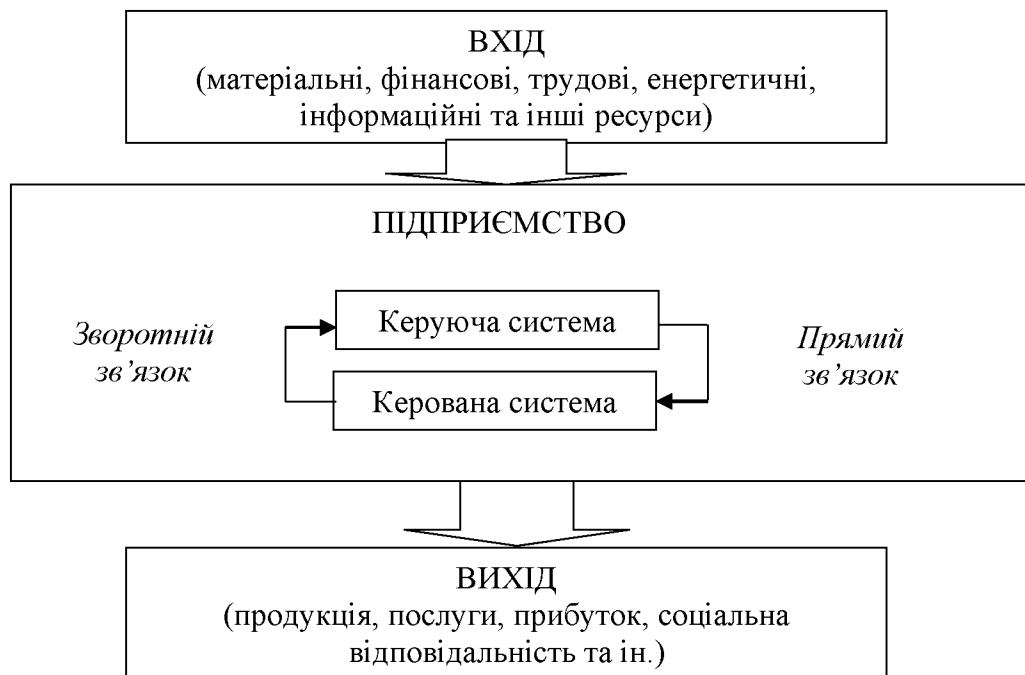 ВХІД
(матеріальні, фінансові, трудові, енергетичні,
інформаційні та інші ресурси)
ПІДПРИЄМСТВО
Зворотній
зв’язок
Керуюча система
Керована система
Прямий
зв’язок
ВИХІД
(продукція, послуги, прибуток, соціальна
відповідальність та ін.)